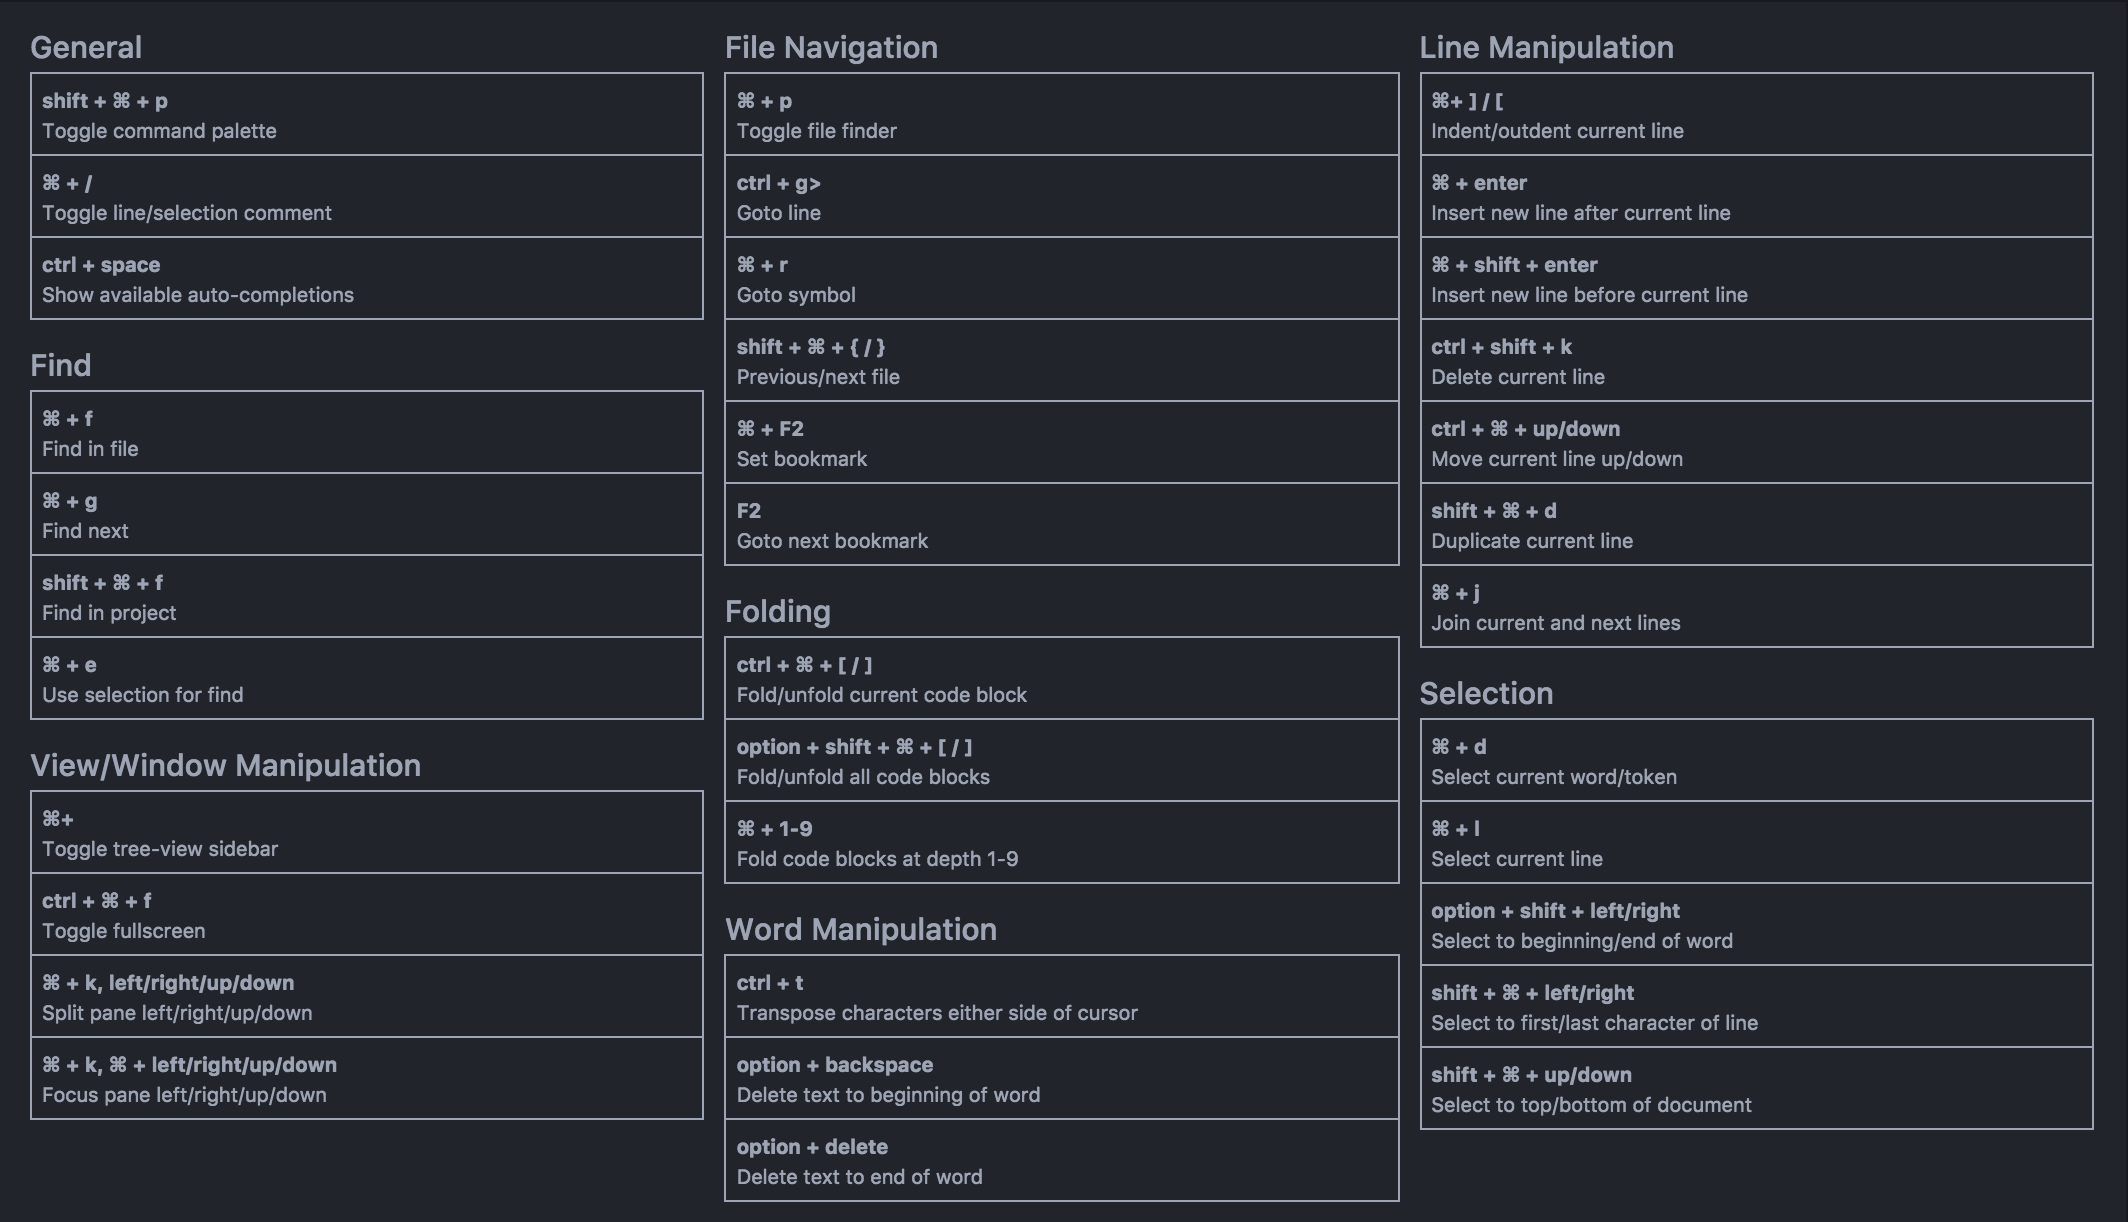 General
shift + ⌘ + p
Toggle command palette
⌘ + /
Toggle line/selection comment
ctrl + space
Show available auto-completions
Find
⌘ + f
Find in file
⌘ + g
Find next
shift + ⌘ + f
Find in project
⌘ + e
Use selection for find
View/Window Manipulation
⌘+
Toggle tree-view sidebar
ctrl + ⌘ + f
Toggle fullscreen
⌘ + k, left/right/up/down
Split pane left/right/up/down
⌘ + k, ⌘ + left/right/up/down
Focus pane left/right/up/down
File Navigation
⌘ + p
Toggle file finder
ctrl + g>
Goto line
⌘ + r
Goto symbol
shift + ⌘ + { / }
Previous/next file
⌘ + F2
Set bookmark
F2
Goto next bookmark
Folding
ctrl + ⌘ + [ / ]
Fold/unfold current code block
option + shift + ⌘ + [ / ]
Fold/unfold all code blocks
⌘ + 1-9
Fold code blocks at depth 1-9
Word Manipulation
ctrl + t
Transpose characters either side of cursor
option + backspace
Delete text to beginning of word
option + delete
Delete text to end of word
Line Manipulation
⌘+ ] / [
Indent/outdent current line
⌘ + enter
Insert new line after current line
⌘ + shift + enter
Insert new line before current line
ctrl + shift + k
Delete current line
ctrl + ⌘ + up/down
Move current line up/down
shift + ⌘ + d
Duplicate current line
⌘ + j
Join current and next lines
Selection
⌘ + d
Select current word/token
⌘ + l
Select current line
option + shift + left/right
Select to beginning/end of word
shift + ⌘ + left/right
Select to first/last character of line
shift + ⌘ + up/down
Select to top/bottom of document